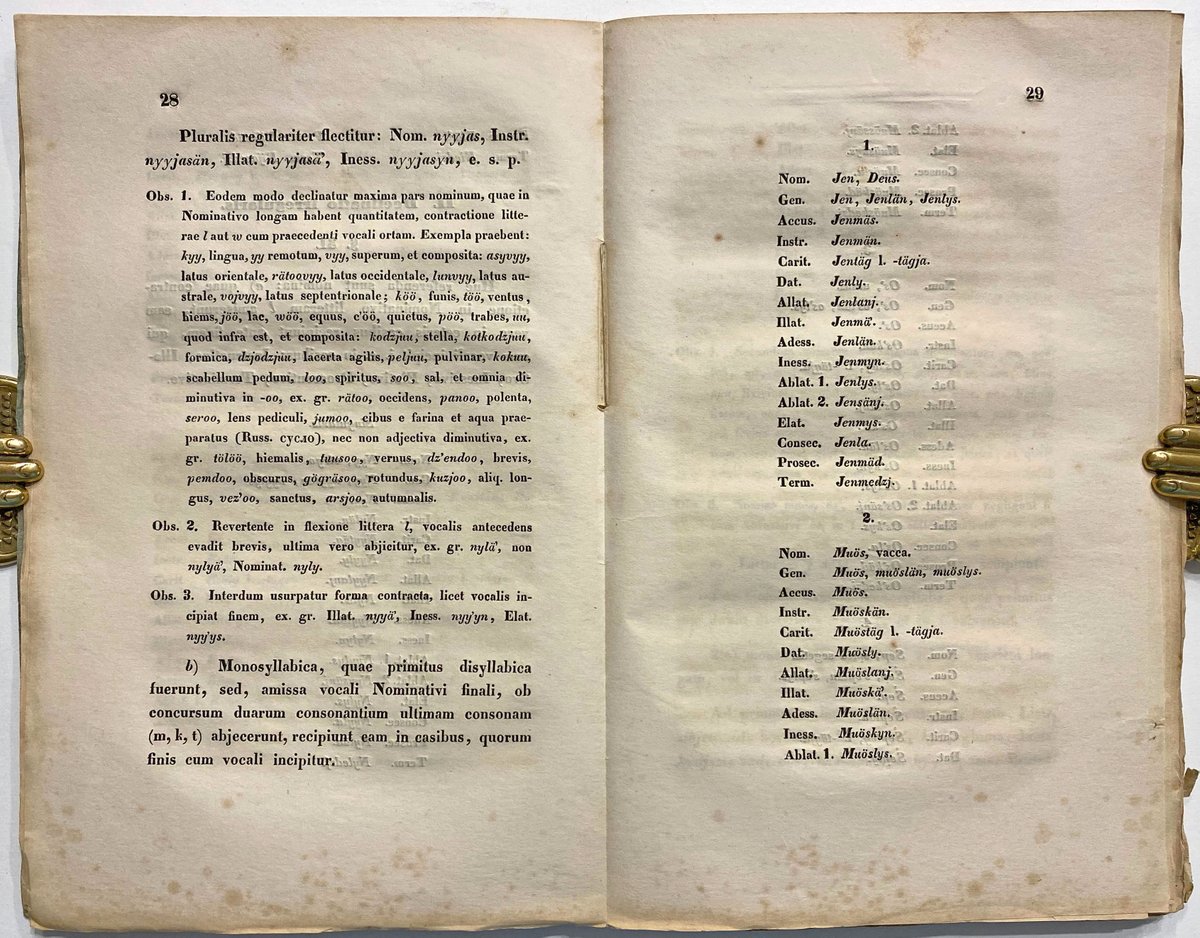 28
Pluralis regulariter flectitur: Nom. nyyjas, Instr.
nyyjasän, Illat. nyyjasä’, Iness. nyyjasyn, e. s. p.
Obs. 1. Eodem modo declinatur maxima pars nominum, quae in
Nominativo longam habent quantitatem, contractione litte-
rae l aut w cum praecedenti vocali ortam. Exempla praebent:
kyy, lingua, yy remotum, vyy, superum, et composita: asyvyy,
latus orientale, rätoovyy, latus occidentale, lunvyy, latus au-
strale, vojvyy, latus septentrionale; köö, funis, töö, ventus,
hiems, jöö, lac, wöö, equus, c’öö, quietus, pöö, trabes, uu,
quod infra est, et composita: kodzjuu, stella, kötkodzjuu,
formica, dzjodzjuu, lacerta agilis, peljuu, pulvinar, kokuu,
scabellum pedum, loo, spiritus, soo, sal, et omnia di-
minutiva in -oo, ex. gr. rätoo, occidens, panoo, polenta,
seroo, lens pediculi, jumoo, cibus e farina et aqua prae-
paratus (Russ. сусло), nec non adjectiva diminutiva, ex.
gr. tölöö, hiemalis, tuusoo, vernus, dz’endoo, brevis,
pemdoo, obscurus, gögräsoo, rotundus, kuzjoo, aliq. lon-
gus, vez’oo, sanctus, arsjoo, autumnalis.
Obs. 2. Revertente in flexione littera l, vocalis antecedens
evadit brevis, ultima vero abjicitur, ex. gr. nylä’, non
nylyä’, Nominat. nyly.
Obs. 3. Interdum usurpatur forma contracta, licet vocalis in-
cipiat finem, ex. gr. Illat. nyyä’, Iness. nyy’yn, Elat.
nyy’ys.
b) Monosyllabica, quae primitus disyllabica
fuerunt, sed, amissa vocali Nominativi finali, ob
concursum duarum consonantium ultimam consonam
(m, k, t) abjecerunt, recipiunt eam in casibus, quorum
finis cum vocali incipitur.
29
1.
Nom. Jen, Deus.
Gen. Jen, Jenlän, Jenlys.
Accus. Jenmäs.
Instr. Jenmän.
Carit. Jentäg l. -tägja.
Dat. Jenly.
Allat. Jenlanj.
Illat. Jenmä’.
Adess. Jenlän.
Iness. Jenmyn.
Ablat. 1. Jenlys.
Ablat. 2. Jensänj.
Elat. Jenmys.
Consec. Jenla.
Prosec. Jenmäd.
Term. Jenmedzj.
2.
Nom. Muös, vacca.
Gen. Muös, muöslän, muöslys.
Accus. Muös.
Instr. Muöskän.
Carit. Muöstäg l. -tägja.
Dat. Muösly.
Allat. Muöslanj.
Illat. Muöskä’.
Adess. Muöslän.
Iness. Muöskyn.
Ablat. 1. Muöslys.